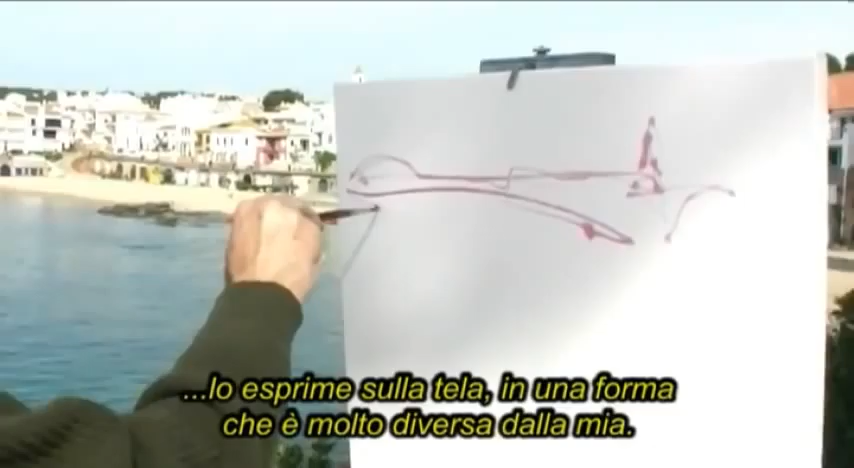 ...lo esprime sulla tela, in una forma
che è molto diversa dalla mia.